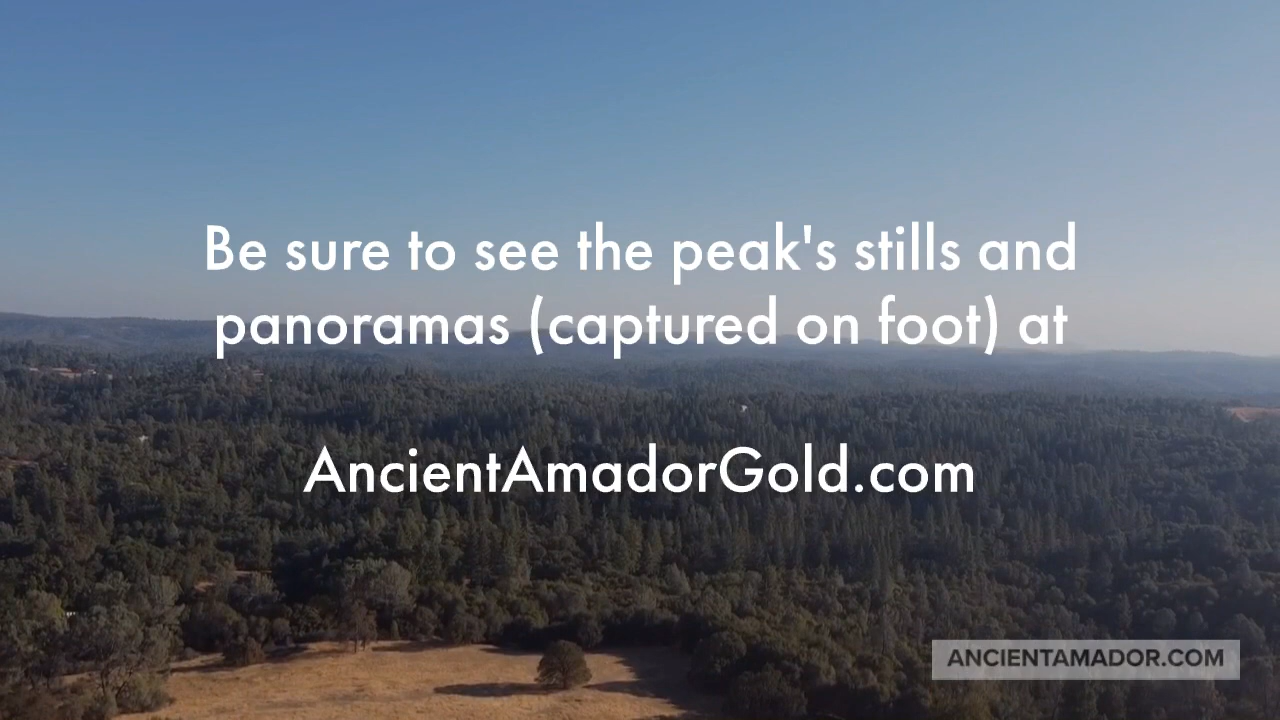 Be sure to see the peak's stills and
panoramas (captured on foot) at
AncientAmadorGold.com
ANCIENTAMADOR.COM